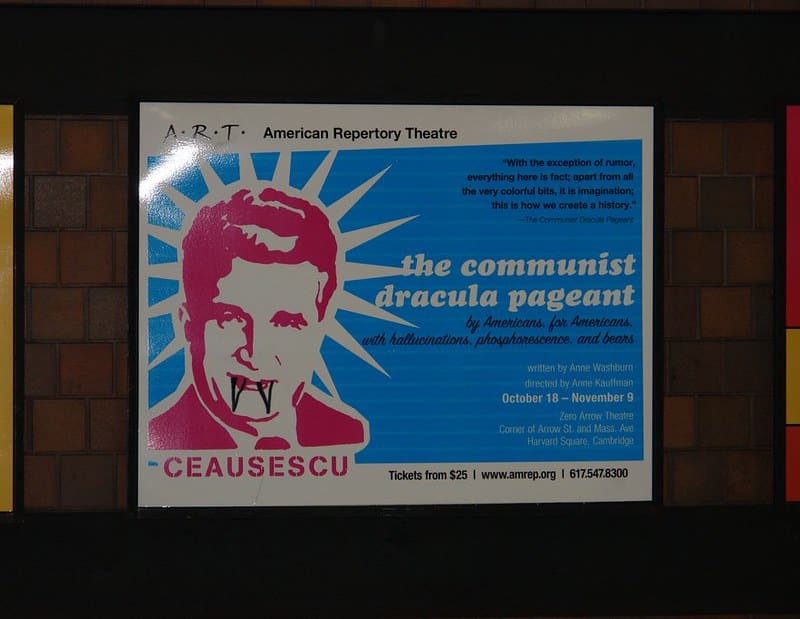 A·R·T· American Repertory Theatre
"With the exception of rumor,
everything here is fact; apart from all
the very colorful bits, it is imagination;
this is how we create a history."
—The Communist Dracula Pageant
the communist
dracula pageant
by Americans, for Americans,
with hallucinations, phosphorescence, and bears
written by Anne Washburn
directed by Anne Kauffman
October 18 – November 9
Zero Arrow Theatre
Corner of Arrow St. and Mass. Ave
Harvard Square, Cambridge
CEAUSESCU
Tickets from $25 | www.amrep.org | 617.547.8300